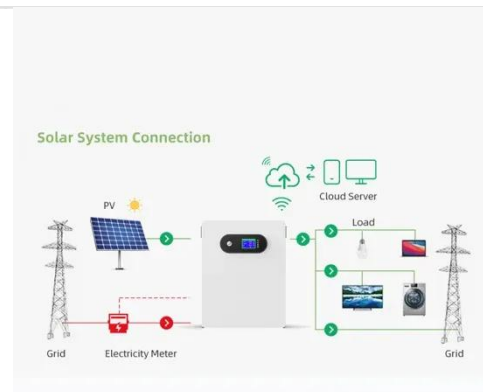 Solar System Connection
Cloud Server
PV
Load
Grid
Electricity Meter
Grid